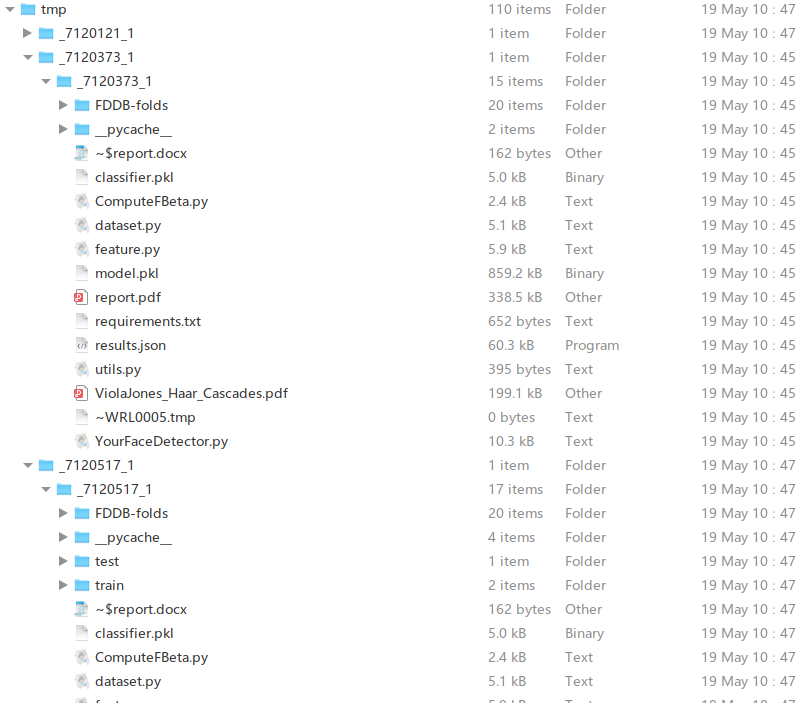 tmp 110 items Folder 19 May 10 : 47
_7120121_1 1 item Folder 19 May 10 : 47
_7120373_1 1 item Folder 19 May 10 : 45
_7120373_1 15 items Folder 19 May 10 : 45
FDDB-folds 20 items Folder 19 May 10 : 45
__pycache__ 2 items Folder 19 May 10 : 45
~$report.docx 162 bytes Other 19 May 10 : 45
classifier.pkl 5.0 kB Binary 19 May 10 : 45
ComputeFBeta.py 2.4 kB Text 19 May 10 : 45
dataset.py 5.1 kB Text 19 May 10 : 45
feature.py 5.9 kB Text 19 May 10 : 45
model.pkl 859.2 kB Binary 19 May 10 : 45
report.pdf 338.5 kB Other 19 May 10 : 45
requirements.txt 652 bytes Text 19 May 10 : 45
results.json 60.3 kB Program 19 May 10 : 45
utils.py 395 bytes Text 19 May 10 : 45
ViolaJones_Haar_Cascades.pdf 199.1 kB Other 19 May 10 : 45
~WRL0005.tmp 0 bytes Text 19 May 10 : 45
YourFaceDetector.py 10.3 kB Text 19 May 10 : 45
_7120517_1 1 item Folder 19 May 10 : 47
_7120517_1 17 items Folder 19 May 10 : 47
FDDB-folds 20 items Folder 19 May 10 : 47
__pycache__ 4 items Folder 19 May 10 : 47
test 1 item Folder 19 May 10 : 47
train 2 items Folder 19 May 10 : 47
~$report.docx 162 bytes Other 19 May 10 : 47
classifier.pkl 5.0 kB Binary 19 May 10 : 47
ComputeFBeta.py 2.4 kB Text 19 May 10 : 47
dataset.py 5.1 kB Text 19 May 10 : 47